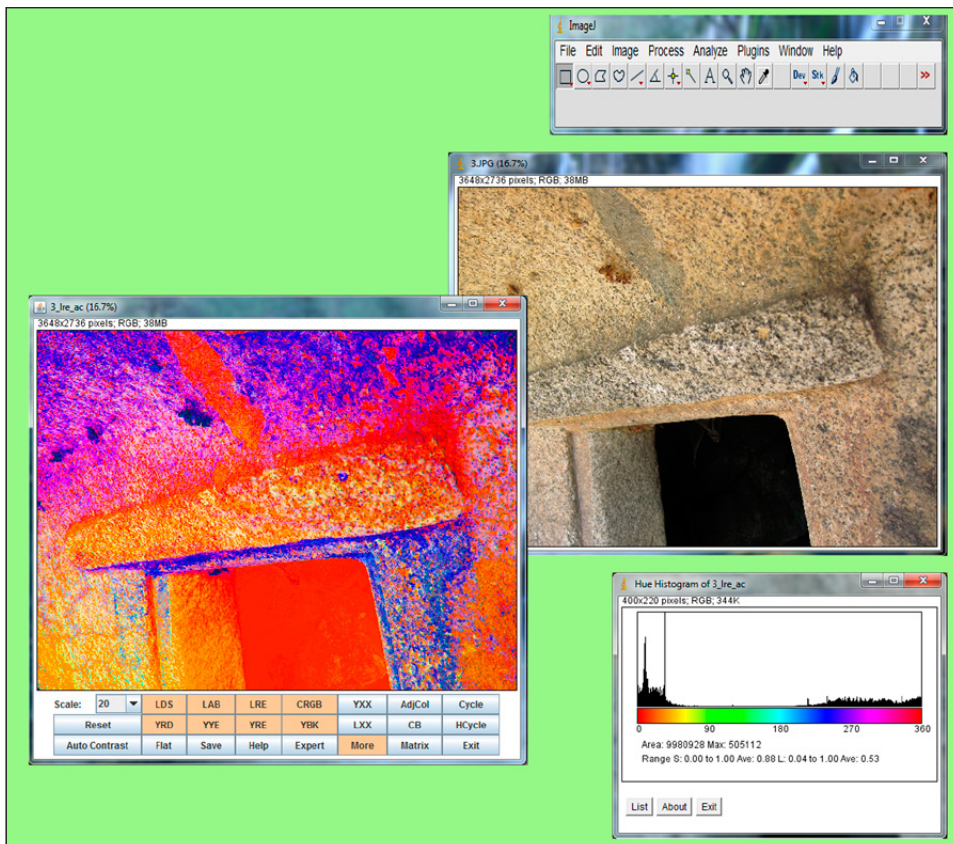 ImageJ
File Edit Image Process Analyze Plugins Window Help
A Dev Stk >>
3.JPG (16.7%)
3648x2736 pixels; RGB; 38MB
3_lre_ac (16.7%)
3648x2736 pixels; RGB; 38MB
Scale: 20 LDS LAB LRE CRGB YXX AdjCol Cycle
Reset YRD YYE YRE YBK LXX CB HCycle
Auto Contrast Flat Save Help Expert More Matrix Exit
Hue Histogram of 3_lre_ac
400x220 pixels; RGB; 344K
0 90 180 270 360
Area: 9980928 Max: 505112
Range S: 0.00 to 1.00 Ave: 0.88 L: 0.04 to 1.00 Ave: 0.53
List About Exit